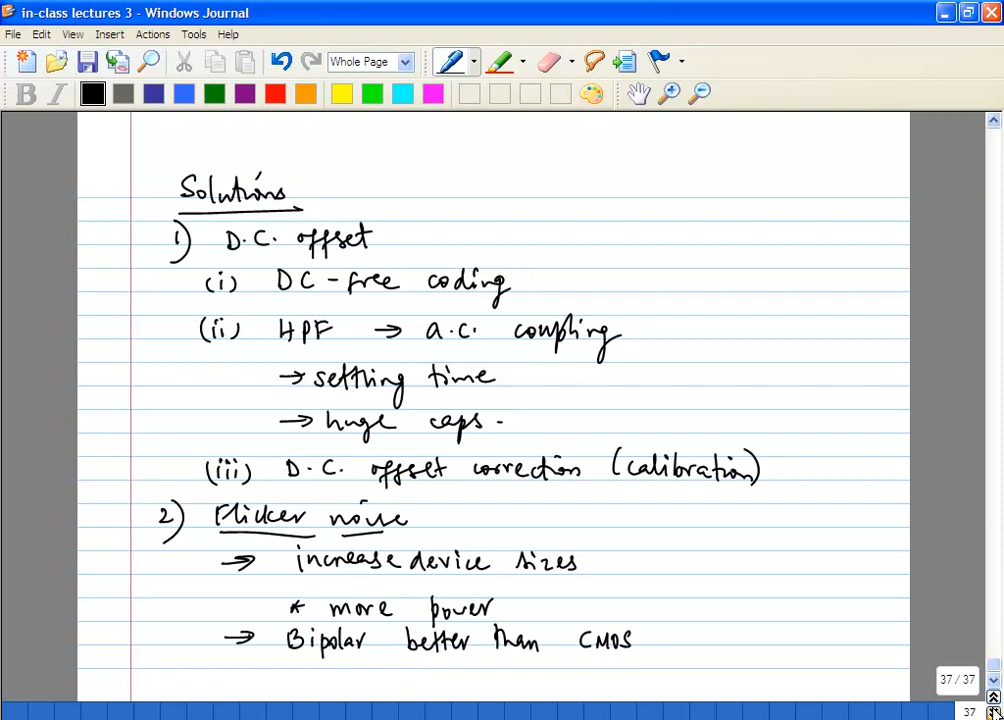 in-class lectures 3 - Windows Journal
File Edit View Insert Actions Tools Help
Whole Page
B I
Solutions
1) D.C. offset
(i) DC-free coding
(ii) HPF → a.c. coupling
→ settling time
→ huge caps -
(iii) D.C. offset correction (calibration)
2) Flicker noise
→ increase device sizes
* more power
→ Bipolar better than CMOS
37 / 37
37